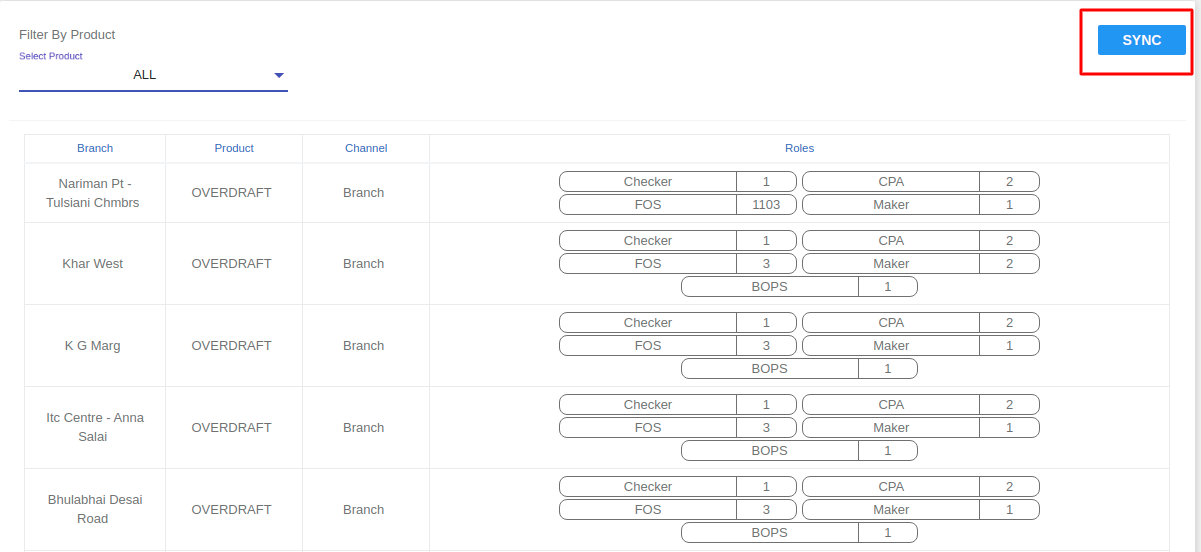 Filter By Product
SYNC
Select Product
ALL
Branch Product Channel Roles
Nariman Pt -
Tulsiani Chmbrs
OVERDRAFT
Branch
Checker 1 CPA 2
FOS 1103 Maker 1
Khar West
OVERDRAFT
Branch
Checker 1 CPA 2
FOS 3 Maker 2
BOPS 1
K G Marg
OVERDRAFT
Branch
Checker 1 CPA 2
FOS 3 Maker 1
BOPS 1
Itc Centre - Anna
Salai
OVERDRAFT
Branch
Checker 1 CPA 2
FOS 3 Maker 1
BOPS 1
Bhulabhai Desai
Road
OVERDRAFT
Branch
Checker 1 CPA 2
FOS 3 Maker 1
BOPS 1